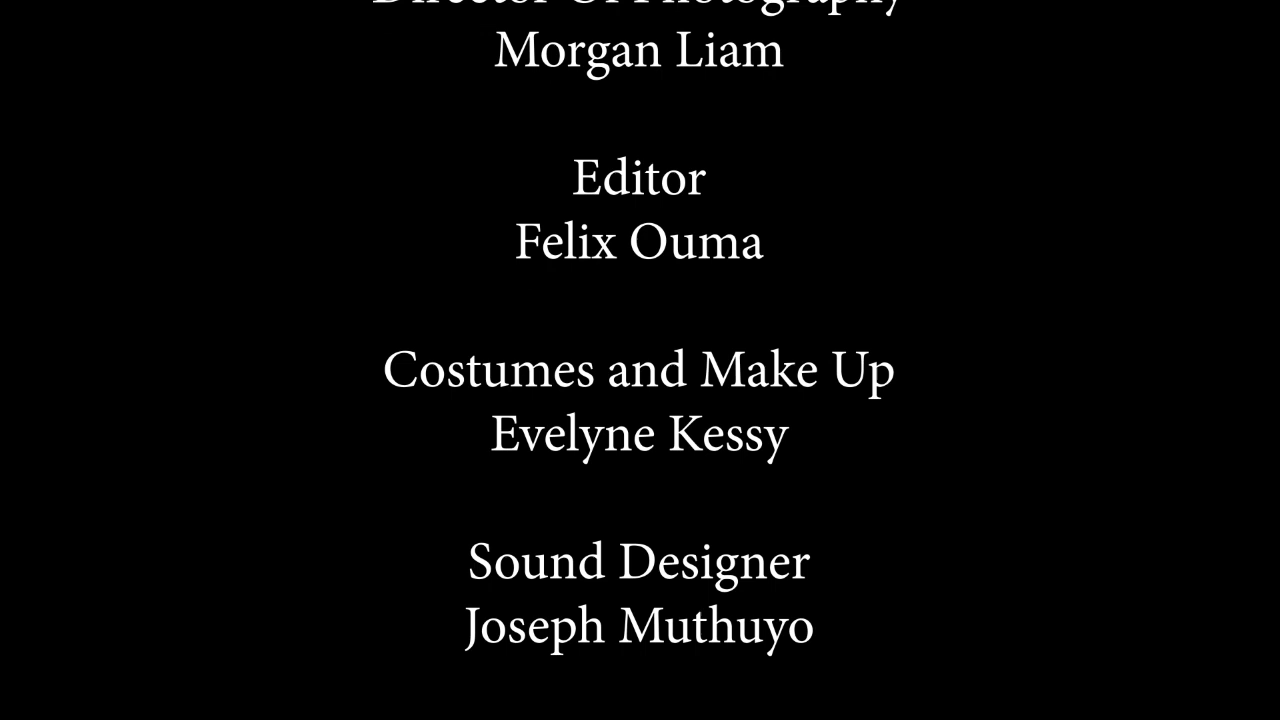 Director Of Photography
Morgan Liam
Editor
Felix Ouma
Costumes and Make Up
Evelyne Kessy
Sound Designer
Joseph Muthuyo